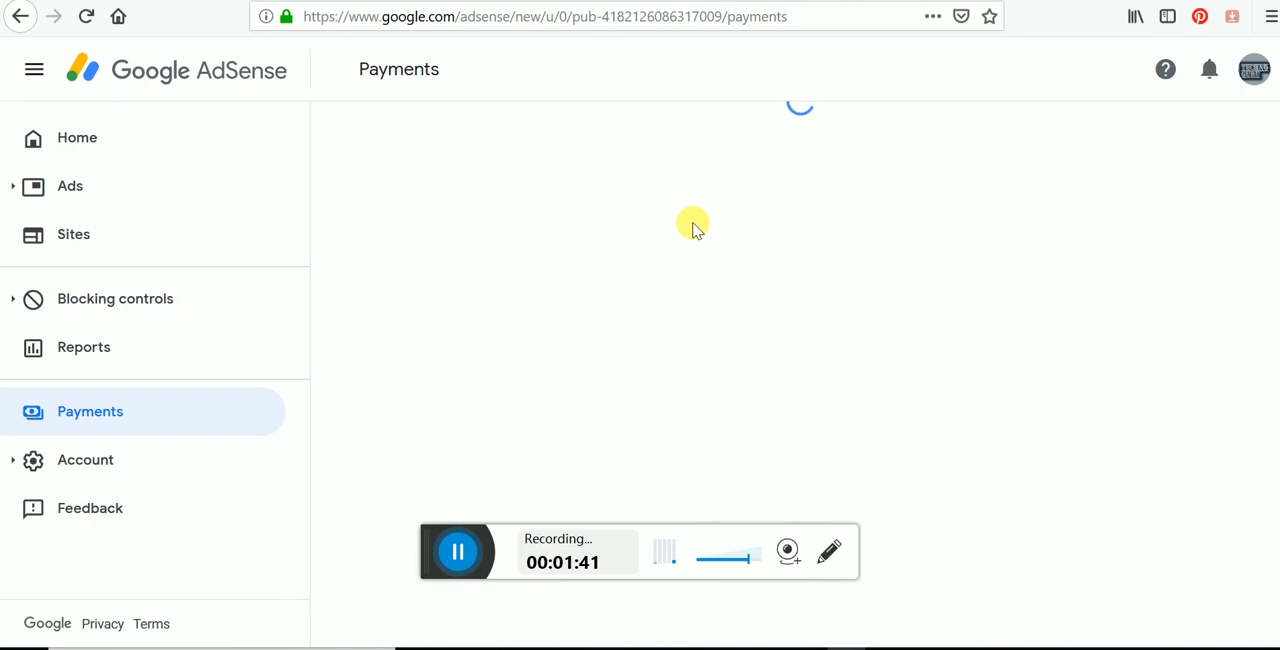 https://www.google.com/adsense/new/u/0/pub-4182126086317009/payments
Google AdSense
Payments
Home
Ads
Sites
Blocking controls
Reports
Payments
Account
Feedback
Recording...
00:01:41
Google Privacy Terms